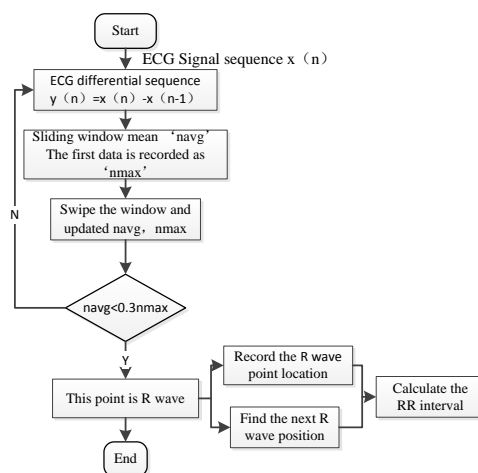 Start
ECG Signal sequence x（n）
ECG differential sequence
y（n）=x（n）-x（n-1）
Sliding window mean ‘navg’
The first data is recorded as
‘nmax’
Swipe the window and
updated navg，nmax
N
navg<0.3nmax
Y
This point is R wave
Record the R wave
point location
Find the next R
wave position
Calculate the
RR interval
End